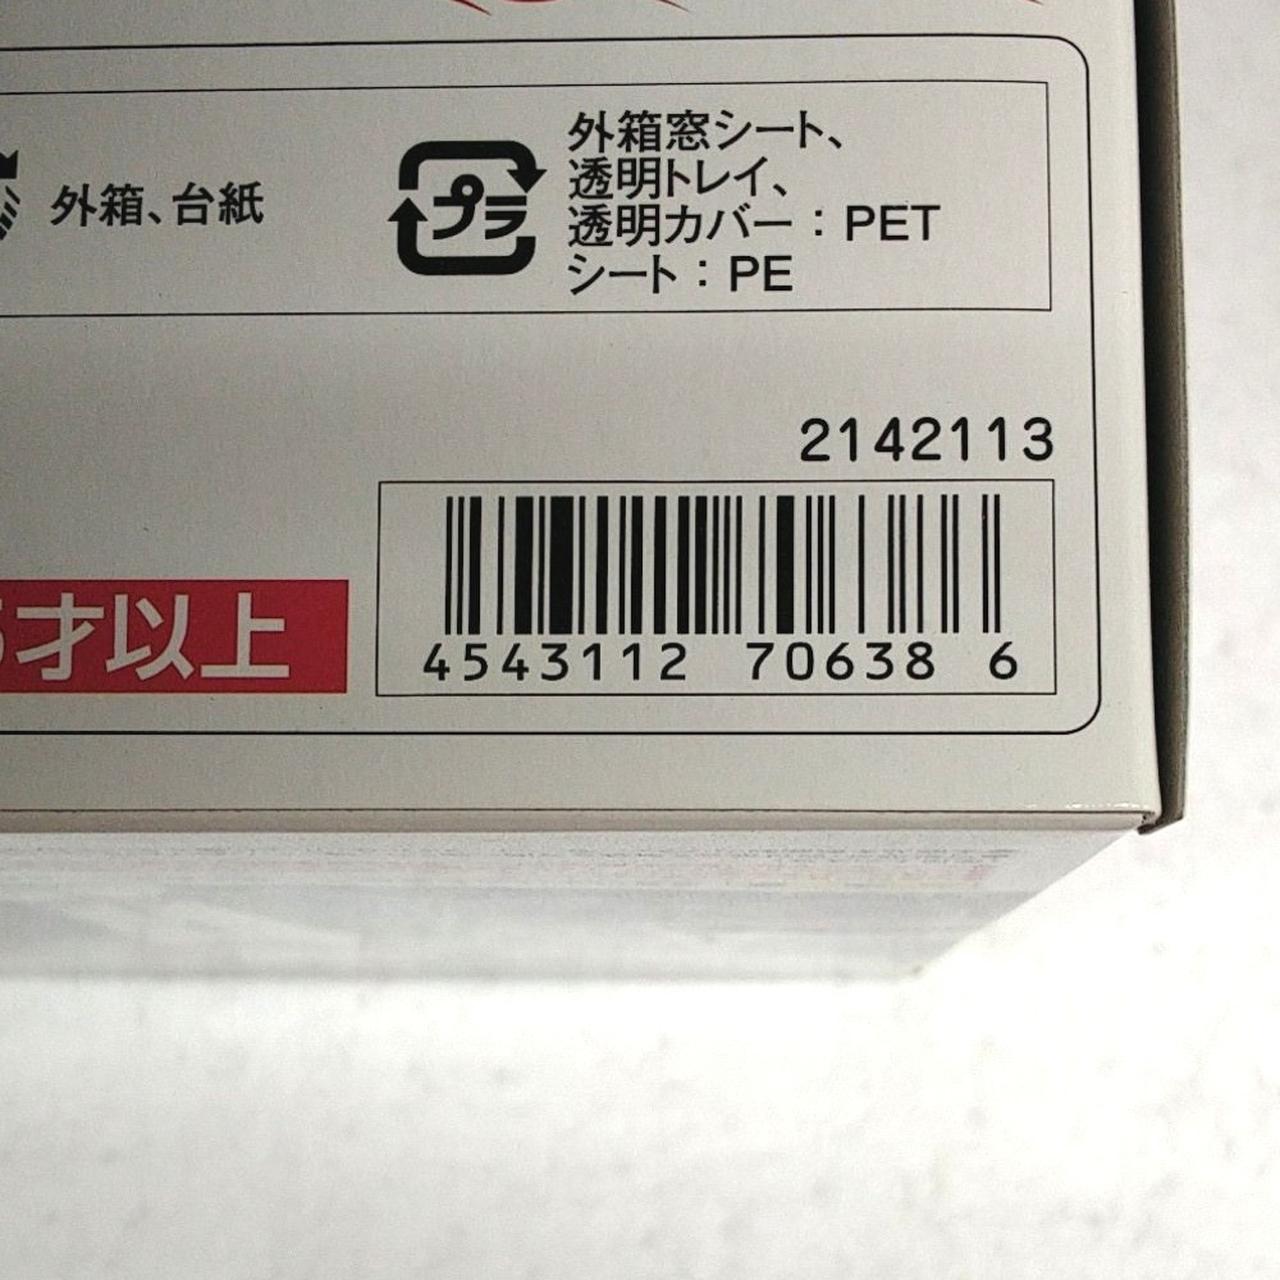 外箱、台紙
プラ
外箱窓シート、
透明トレイ、
透明カバー：PET
シート：PE
2142113
才以上
4543112 70638 6